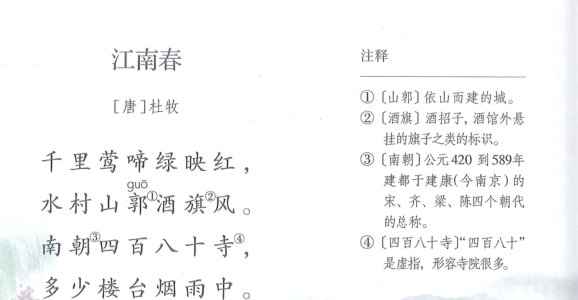 江南春
[唐]杜牧
千里莺啼绿映红，
guō
水村山郭①酒旗②风。
南朝③四百八十寺④，
多少楼台烟雨中。
注释
①〔山郭〕依山而建的城。
②〔酒旗〕酒招子，酒馆外悬
挂的旗子之类的标识。
③〔南朝〕公元420 到589年
建都于建康(今南京)的
宋、齐、梁、陈四个朝代
的总称。
④〔四百八十寺〕“四百八十”
是虚指，形容寺院很多。